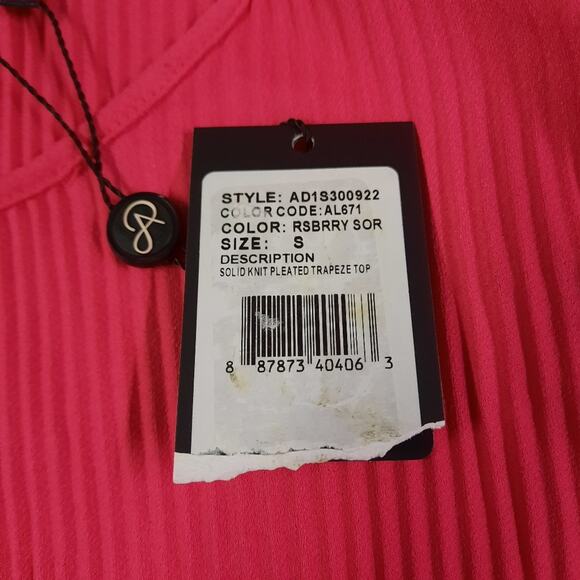 STYLE: AD1S300922
COLOR CODE: AL671
COLOR: RSBRRY SOR
SIZE: S
DESCRIPTION
SOLID KNIT PLEATED TRAPEZE TOP
8 87873 40406 3